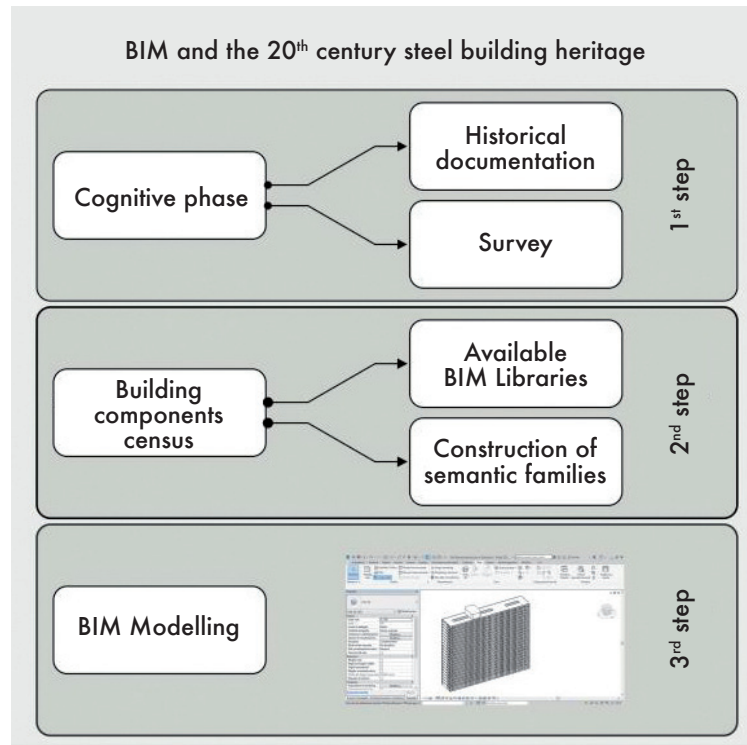 BIM and the 20th century steel building heritage
Cognitive phase
Historical
documentation
Survey
1st step
Building
components
census
Available
BIM Libraries
Construction of
semantic families
2nd step
BIM Modelling
3rd step